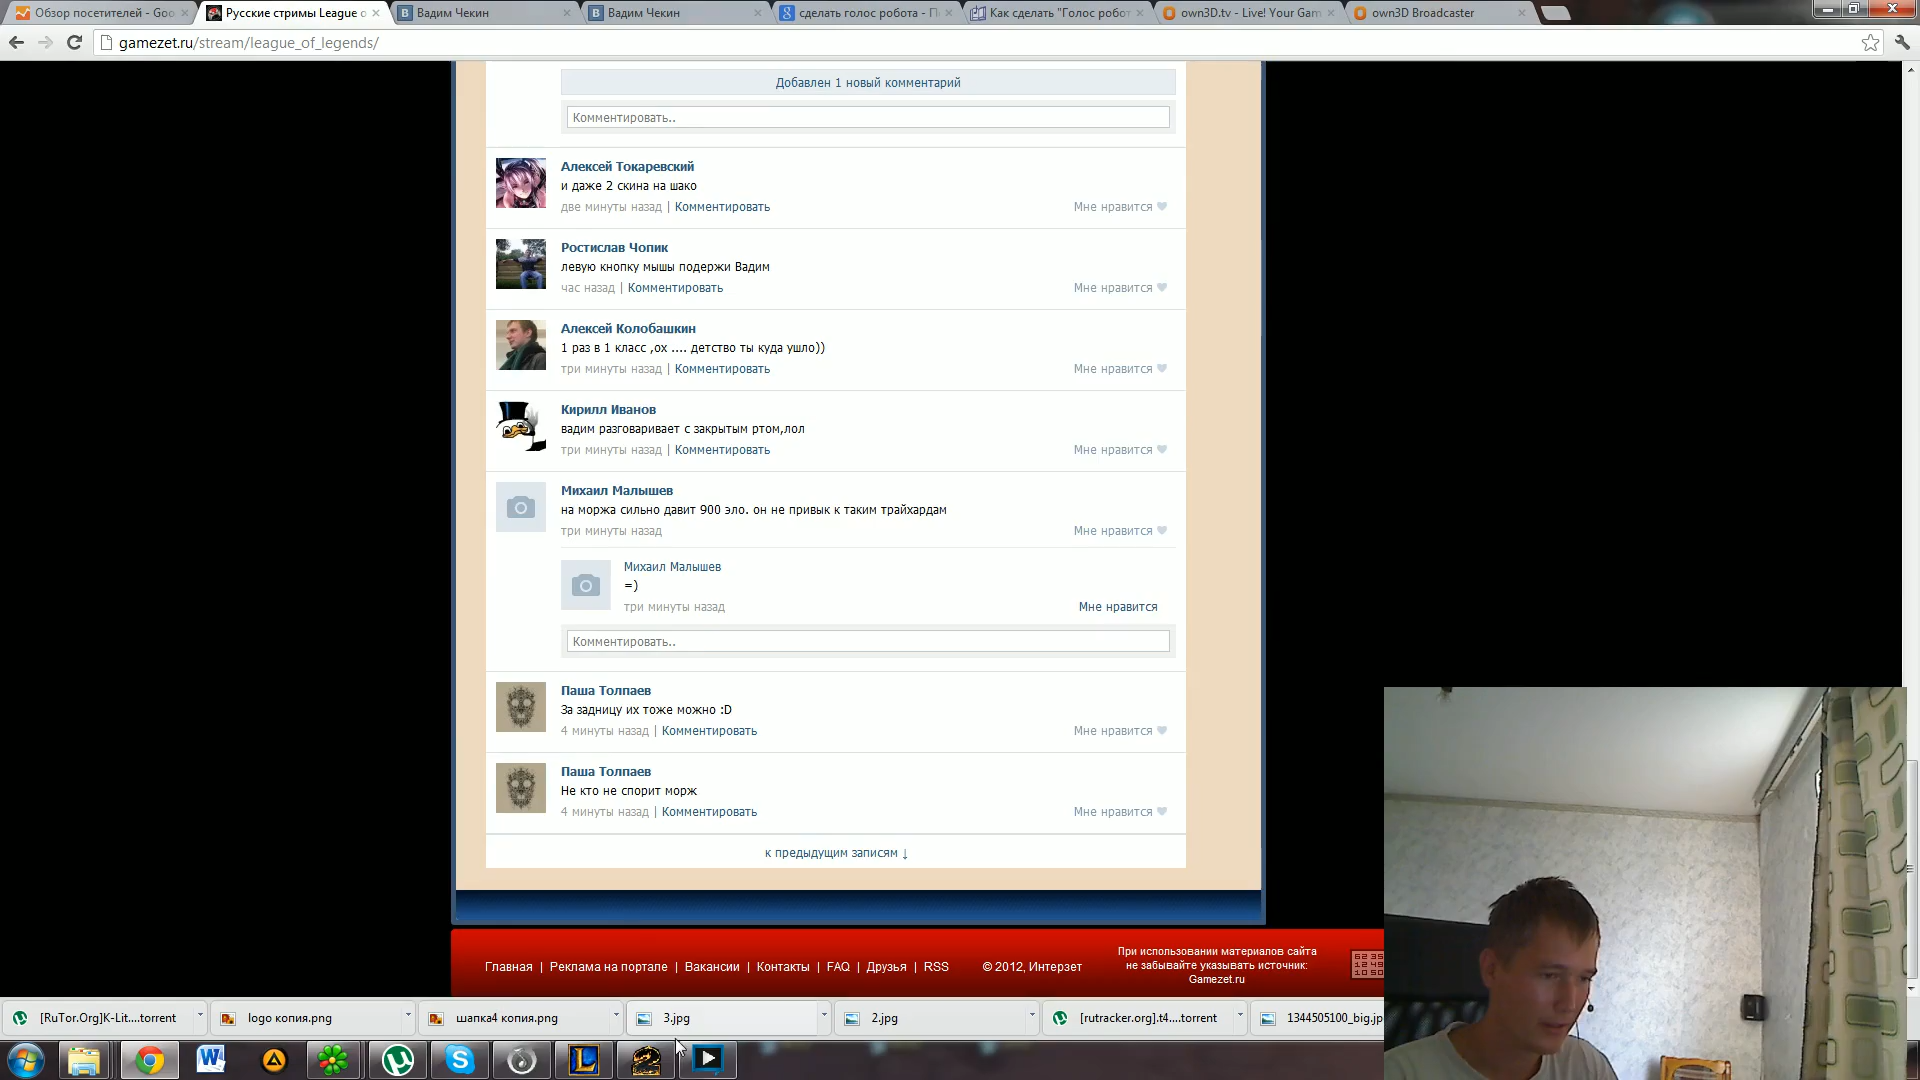 Обзор посетителей - Goo
Русские стримы League o
Вадим Чекин
Вадим Чекин
сделать голос робота - П
Как сделать "Голос робот
own3D.tv - Live! Your Gam
own3D Broadcaster
gamezet.ru/stream/league_of_legends/
Добавлен 1 новый комментарий
Комментировать..
Алексей Токаревский
и даже 2 скина на шако
две минуты назад | Комментировать
Мне нравится
Ростислав Чопик
левую кнопку мышы подержи Вадим
час назад | Комментировать
Мне нравится
Алексей Колобашкин
1 раз в 1 класс ,ох .... детство ты куда ушло))
три минуты назад | Комментировать
Мне нравится
Кирилл Иванов
вадим разговаривает с закрытым ртом,лол
три минуты назад | Комментировать
Мне нравится
Михаил Малышев
на моржа сильно давит 900 эло. он не привык к таким трайхардам
три минуты назад
Мне нравится
Михаил Малышев
=)
три минуты назад
Мне нравится
Комментировать..
Паша Толпаев
За задницу их тоже можно :D
4 минуты назад | Комментировать
Мне нравится
Паша Толпаев
Не кто не спорит морж
4 минуты назад | Комментировать
Мне нравится
к предыдущим записям ↓
Главная | Реклама на портале | Вакансии | Контакты | FAQ | Друзья | RSS
© 2012, Интерзет
При использовании материалов сайта
не забывайте указывать источник:
Gamezet.ru
[RuTor.Org]K-Lit....torrent
logo копия.png
шапка4 копия.png
3.jpg
2.jpg
[rutracker.org].t4....torrent
1344505100_big.jp